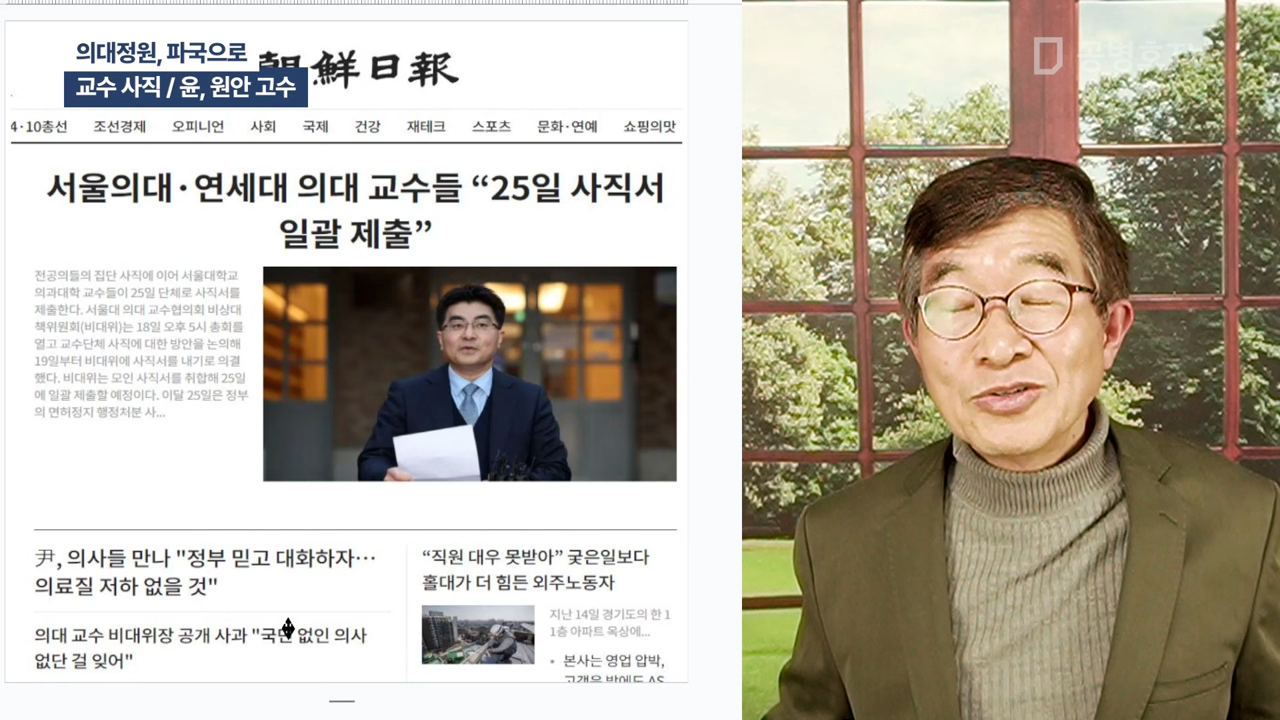 의대정원, 파국으로
교수 사직 / 윤, 원안 고수
朝鮮日報
4·10총선 조선경제 오피니언 사회 국제 건강 재테크 스포츠 문화·연예 쇼핑의맛
서울의대·연세대 의대 교수들 “25일 사직서
일괄 제출”
전공의들의 집단 사직에 이어 서울대학교
의과대학 교수들이 25일 단체로 사직서를
제출한다. 서울대 의대 교수협의회 비상대
책위원회(비대위)는 18일 오후 5시 총회를
열고 교수단체 사직에 대한 방안을 논의해
19일부터 비대위에 사직서를 내기로 의결
했다. 비대위는 모인 사직서를 취합해 25일
에 일괄 제출할 예정이다. 이달 25일은 정부
의 면허정지 행정처분 사...
尹, 의사들 만나 "정부 믿고 대화하자…
의료질 저하 없을 것"
의대 교수 비대위장 공개 사과 "국민 없인 의사
없단 걸 잊어"
“직원 대우 못받아” 궂은일보다
홀대가 더 힘든 외주노동자
지난 14일 경기도의 한 1
1층 아파트 옥상에...
• 본사는 영업 압박,
고객은 밤에도 AS